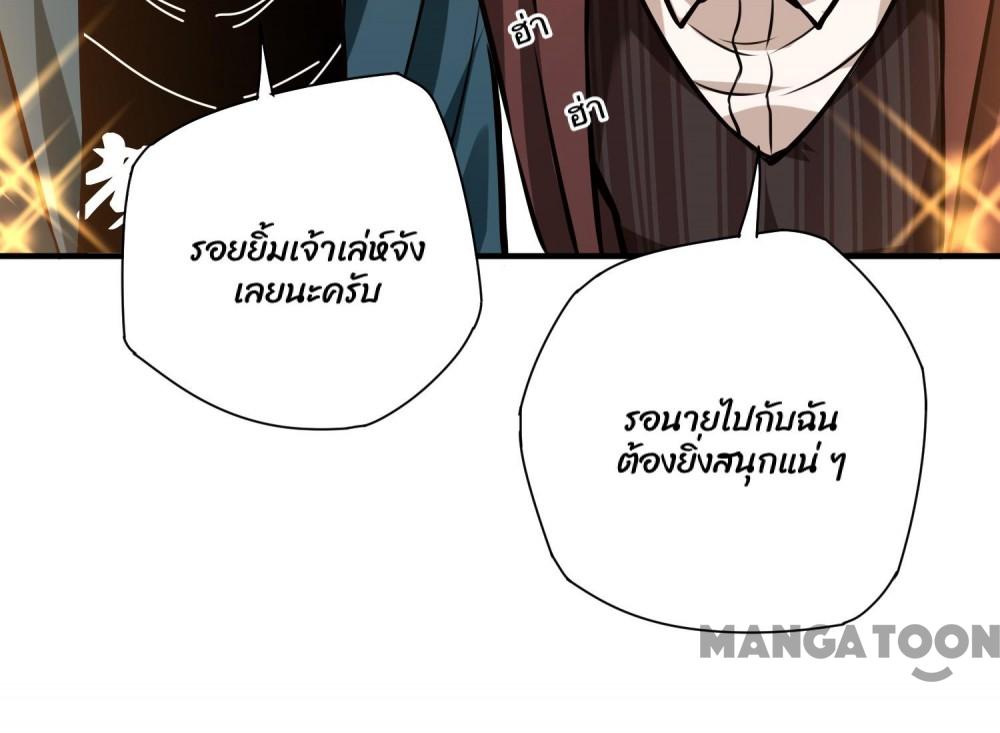 ฮ่า
ฮ่า
รอยยิ้มเจ้าเล่ห์จัง
เลยนะครับ
รอนายไปกับฉัน
ต้องยิ่งสนุกแน่ ๆ
MANGATOON